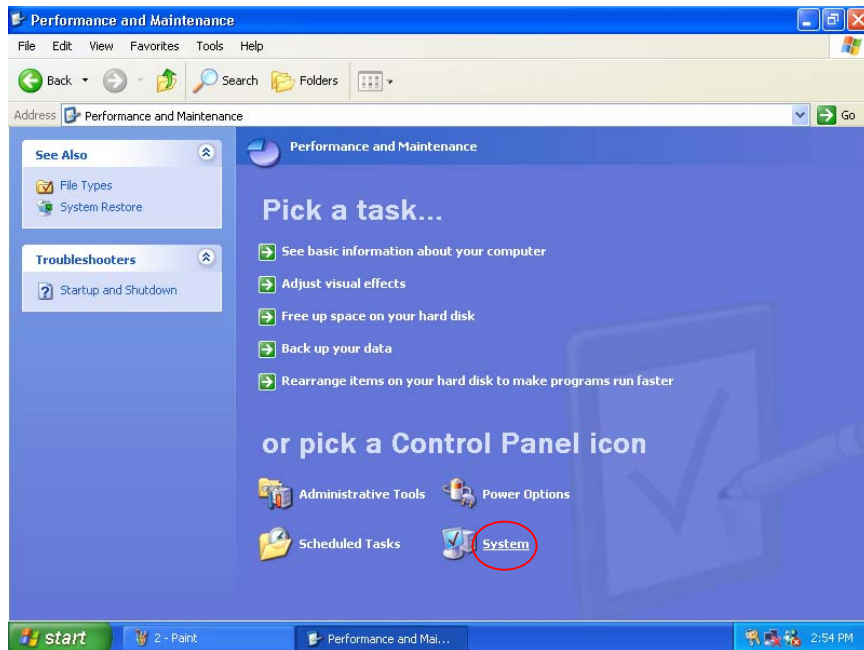 Performance and Maintenance
File Edit View Favorites Tools Help
Back Search Folders
Address Performance and Maintenance Go
See Also
File Types
System Restore
Troubleshooters
Startup and Shutdown
Performance and Maintenance
Pick a task...
See basic information about your computer
Adjust visual effects
Free up space on your hard disk
Back up your data
Rearrange items on your hard disk to make programs run faster
or pick a Control Panel icon
Administrative Tools Power Options
Scheduled Tasks System
start 2 - Paint Performance and Mai... 2:54 PM